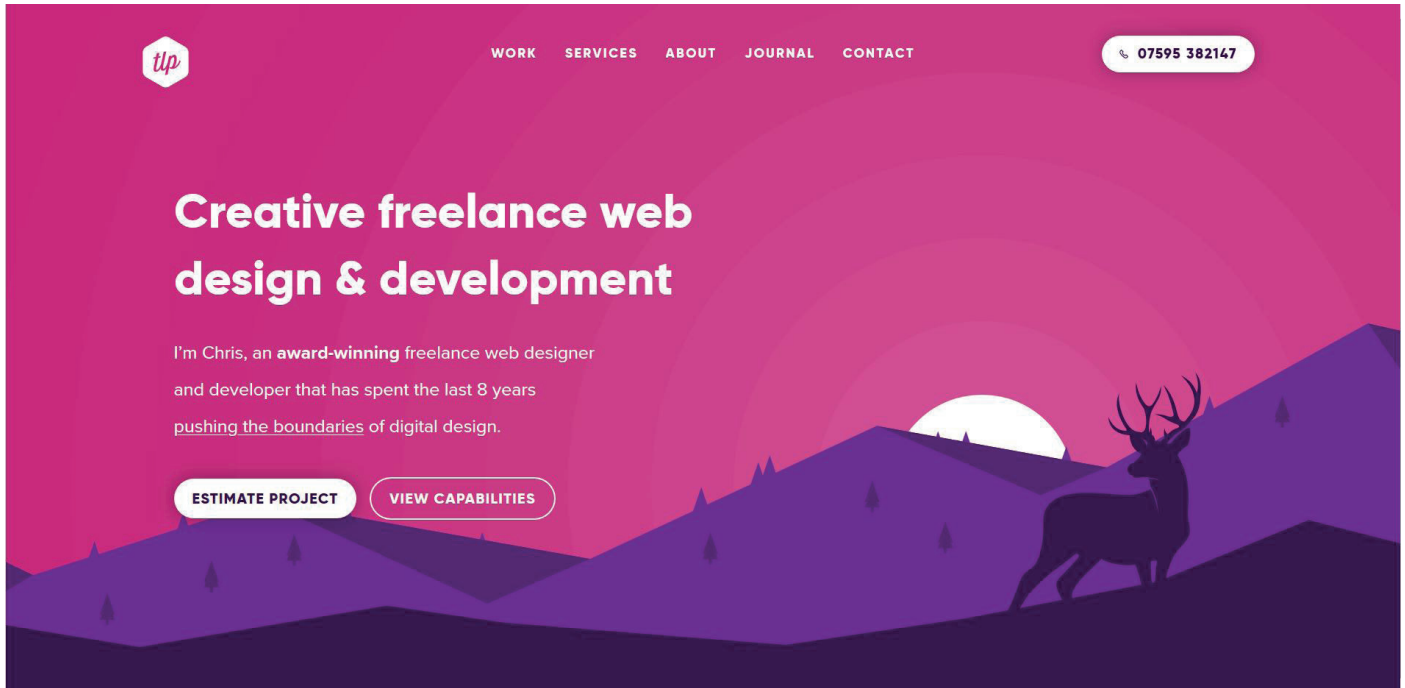 tlp
WORK SERVICES ABOUT JOURNAL CONTACT
07595 382147
Creative freelance web
design & development
I’m Chris, an award-winning freelance web designer
and developer that has spent the last 8 years
pushing the boundaries of digital design.
ESTIMATE PROJECT
VIEW CAPABILITIES